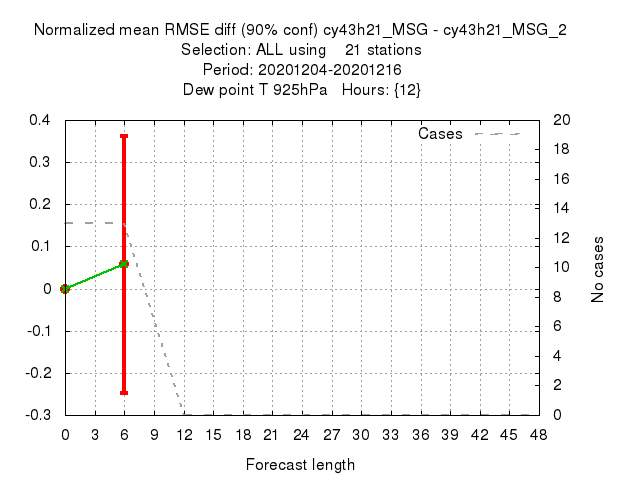 Normalized mean RMSE diff (90% conf) cy43h21_MSG - cy43h21_MSG_2
Selection: ALL using 21 stations
Period: 20201204-20201216
Dew point T 925hPa Hours: {12}
Cases
0.4
0.3
0.2
0.1
0
-0.1
-0.2
-0.3
20
18
16
14
12
10
8
6
4
2
0
No cases
0 3 6 9 12 15 18 21 24 27 30 33 36 39 42 45 48
Forecast length